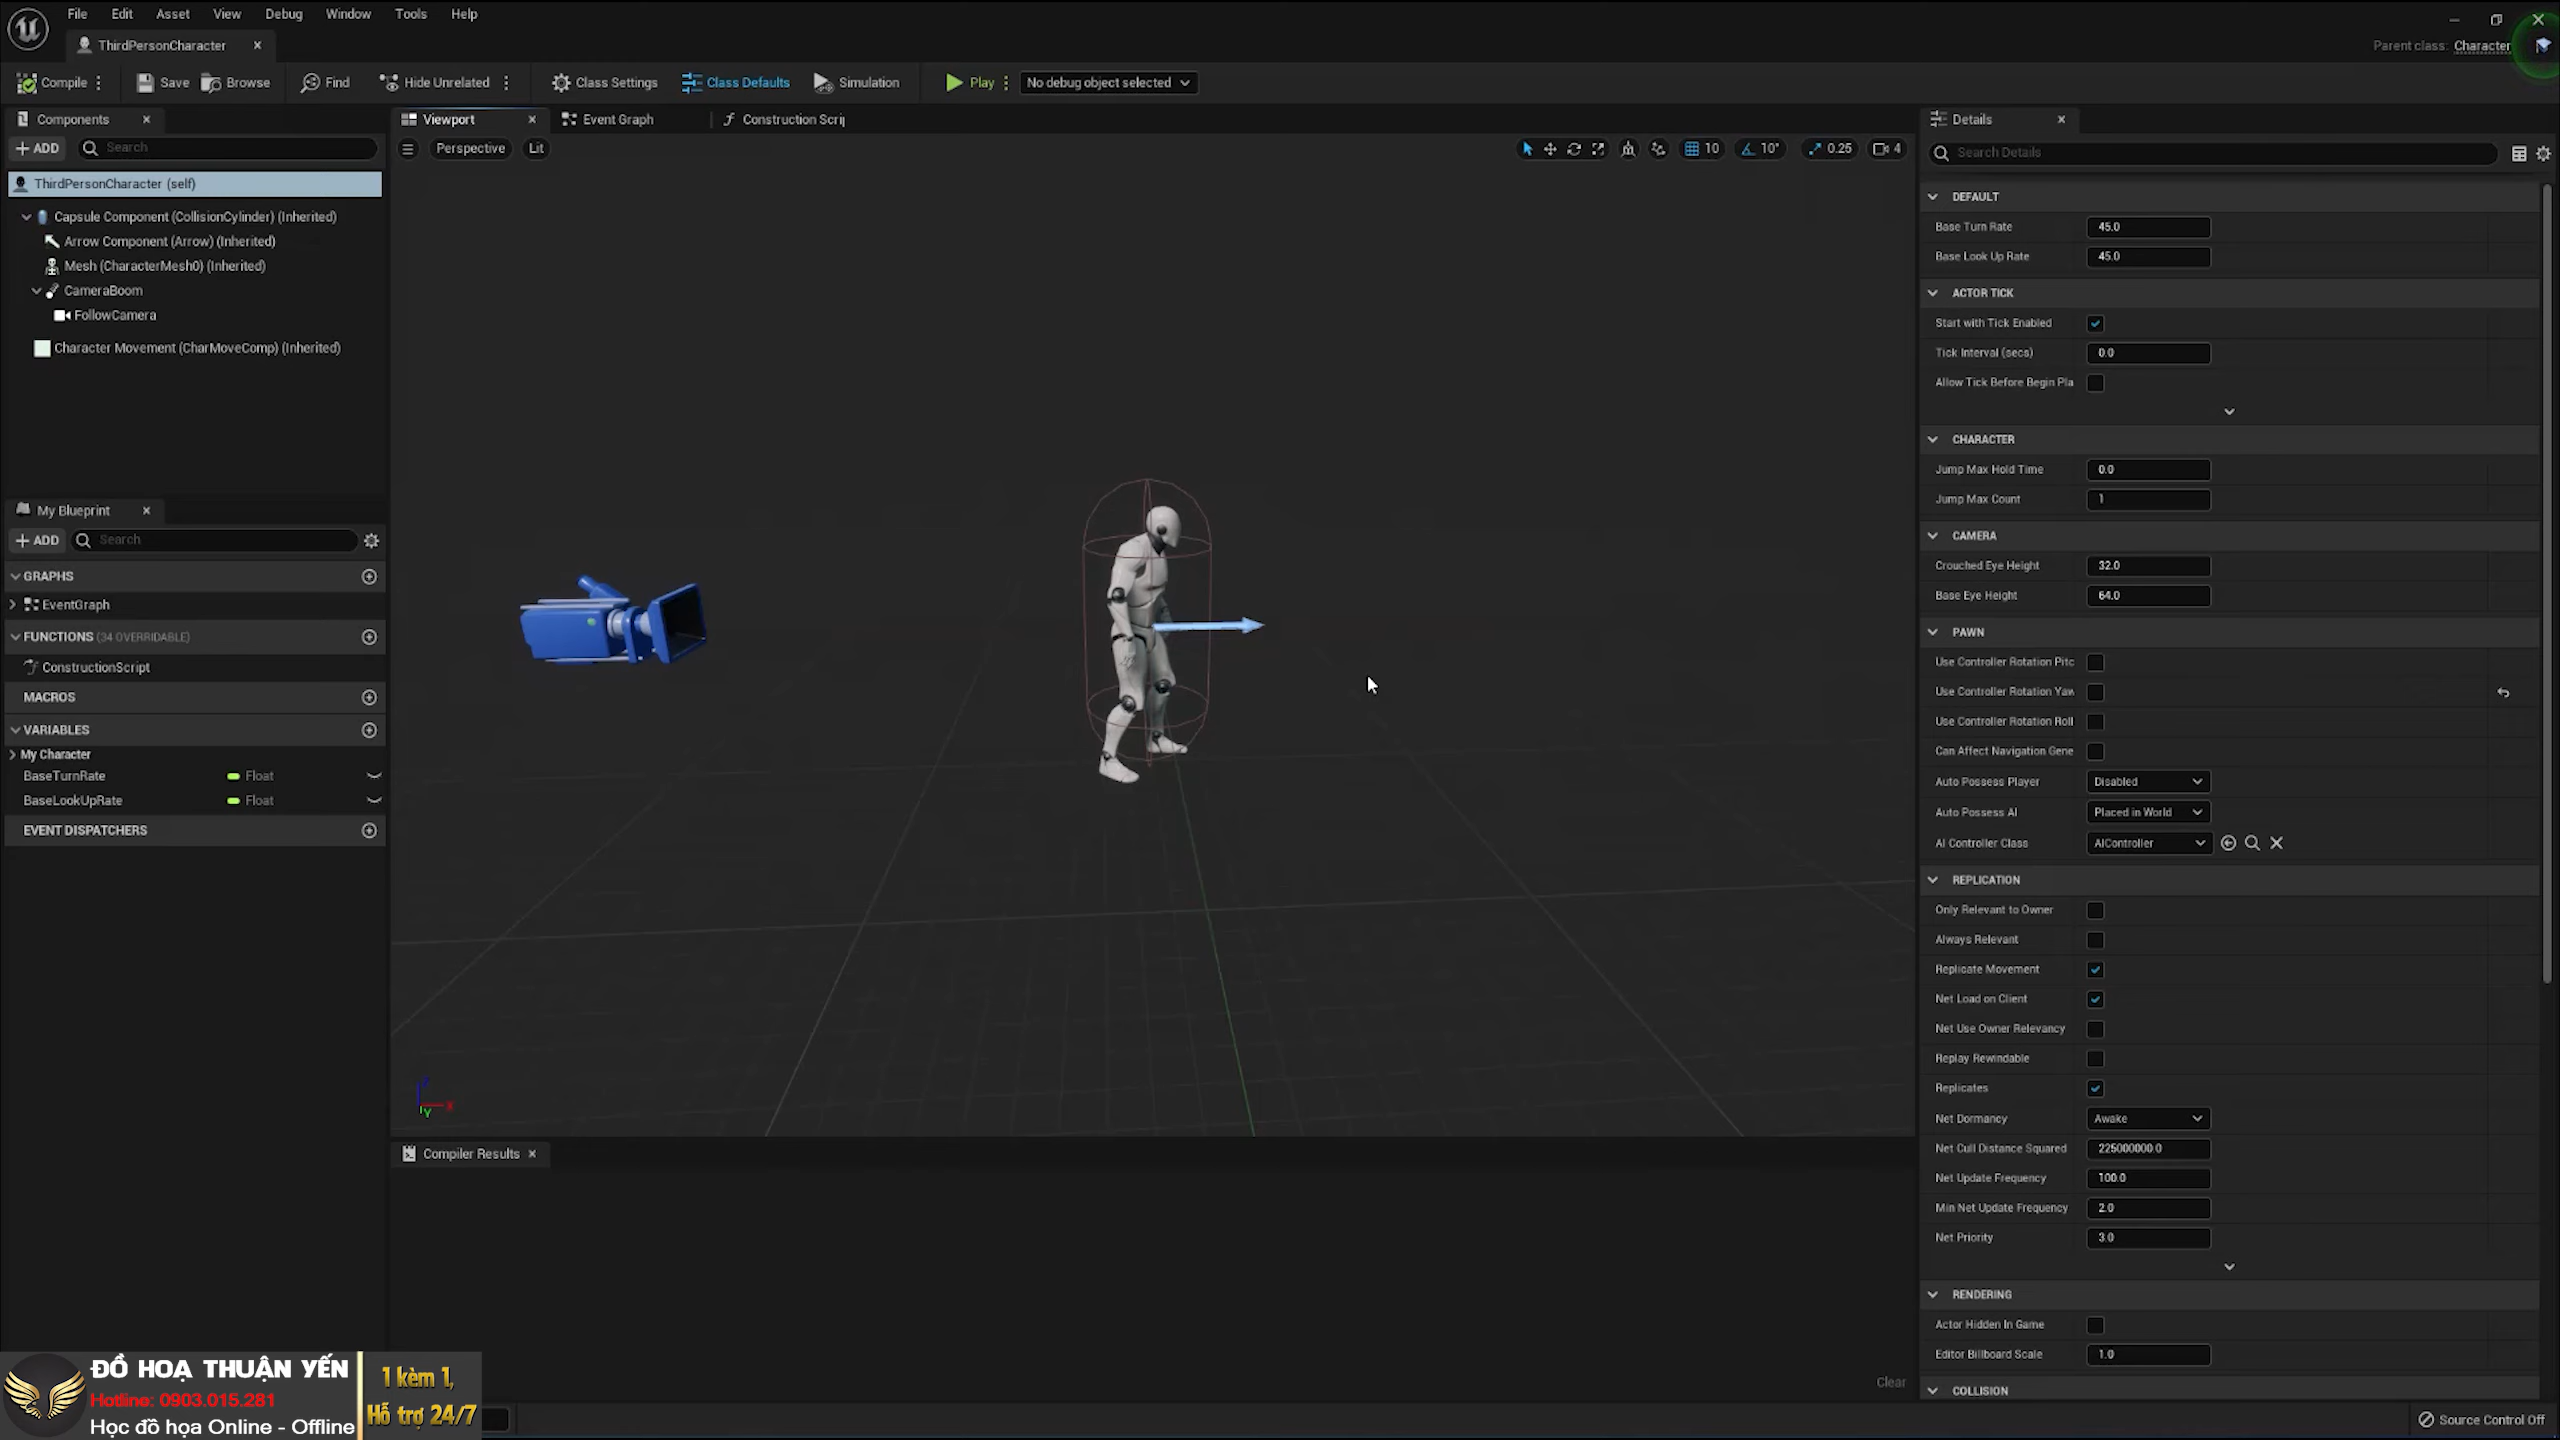 File Edit Asset View Debug Window Tools Help
ThirdPersonCharacter
Parent class: Character
Compile Save Browse Find Hide Unrelated Class Settings Class Defaults Simulation Play No debug object selected
Components
ADD Search
ThirdPersonCharacter (self)
Capsule Component (CollisionCylinder) (Inherited)
Arrow Component (Arrow) (Inherited)
Mesh (CharacterMesh0) (Inherited)
CameraBoom
FollowCamera
Character Movement (CharMoveComp) (Inherited)
My Blueprint
ADD Search
GRAPHS
EventGraph
FUNCTIONS (34 OVERRIDABLE)
ConstructionScript
MACROS
VARIABLES
My Character
BaseTurnRate Float
BaseLookUpRate Float
EVENT DISPATCHERS
Viewport Event Graph Construction Scrip
Perspective Lit 10 10° 0.25 4
Z
X
Y
Compiler Results
Clear
Details
Search Details
DEFAULT
Base Turn Rate 45.0
Base Look Up Rate 45.0
ACTOR TICK
Start with Tick Enabled
Tick Interval (secs) 0.0
Allow Tick Before Begin Pla
CHARACTER
Jump Max Hold Time 0.0
Jump Max Count 1
CAMERA
Crouched Eye Height 32.0
Base Eye Height 64.0
PAWN
Use Controller Rotation Pitc
Use Controller Rotation Yaw
Use Controller Rotation Roll
Can Affect Navigation Gene
Auto Possess Player Disabled
Auto Possess AI Placed in World
AI Controller Class AIController
REPLICATION
Only Relevant to Owner
Always Relevant
Replicate Movement
Net Load on Client
Net Use Owner Relevancy
Replay Rewindable
Replicates
Net Dormancy Awake
Net Cull Distance Squared 225000000.0
Net Update Frequency 100.0
Min Net Update Frequency 2.0
Net Priority 3.0
RENDERING
Actor Hidden In Game
Editor Billboard Scale 1.0
COLLISION
Source Control Off
ĐỒ HOẠ THUẬN YẾN
Hotline: 0903.015.281
Học đồ họa Online - Offline
1 kèm 1,
Hỗ trợ 24/7